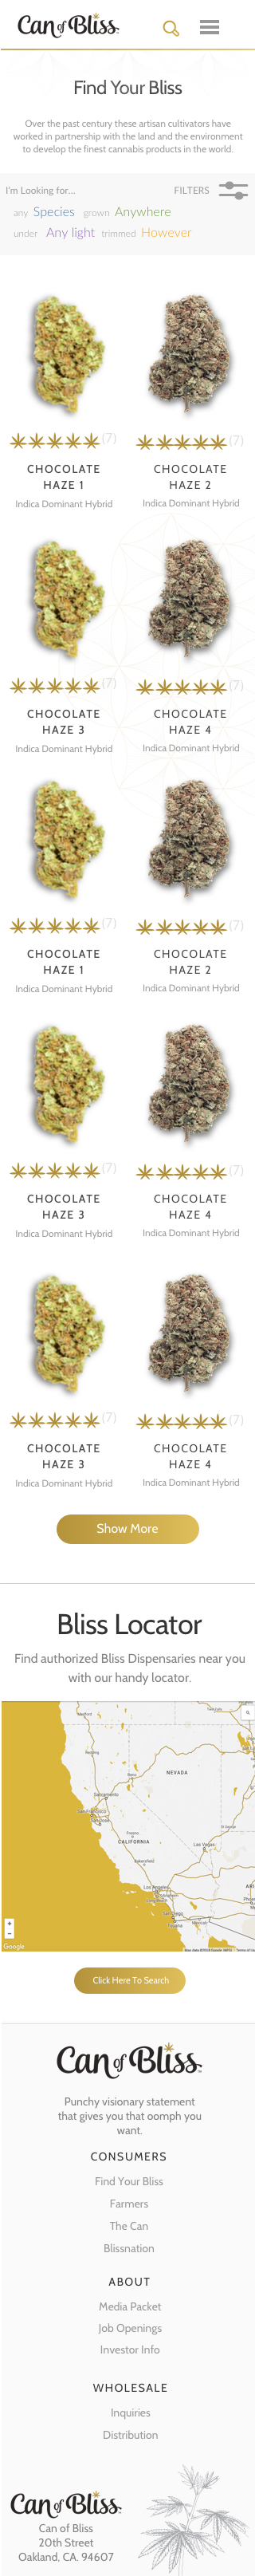 Can of Bliss
Find Your Bliss
Over the past century these artisan cultivators have
worked in partnership with the land and the environment
to develop the finest cannabis products in the world.
I'm Looking for... FILTERS
any Species grown Anywhere
under Any light trimmed However
(7) (7)
CHOCOLATE CHOCOLATE
HAZE 1 HAZE 2
Indica Dominant Hybrid Indica Dominant Hybrid
(7) (7)
CHOCOLATE CHOCOLATE
HAZE 3 HAZE 4
Indica Dominant Hybrid Indica Dominant Hybrid
(7) (7)
CHOCOLATE CHOCOLATE
HAZE 1 HAZE 2
Indica Dominant Hybrid Indica Dominant Hybrid
(7) (7)
CHOCOLATE CHOCOLATE
HAZE 3 HAZE 4
Indica Dominant Hybrid Indica Dominant Hybrid
(7) (7)
CHOCOLATE CHOCOLATE
HAZE 3 HAZE 4
Indica Dominant Hybrid Indica Dominant Hybrid
Show More
Bliss Locator
Find authorized Bliss Dispensaries near you
with our handy locator.
NEVADA
Sacramento
San Francisco
CALIFORNIA
Las Vegas
Los Angeles
San Diego
Tijuana
Google
Click Here To Search
Can of Bliss
Punchy visionary statement
that gives you that oomph you
want.
CONSUMERS
Find Your Bliss
Farmers
The Can
Blissnation
ABOUT
Media Packet
Job Openings
Investor Info
WHOLESALE
Inquiries
Distribution
Can of Bliss
Can of Bliss
20th Street
Oakland, CA. 94607